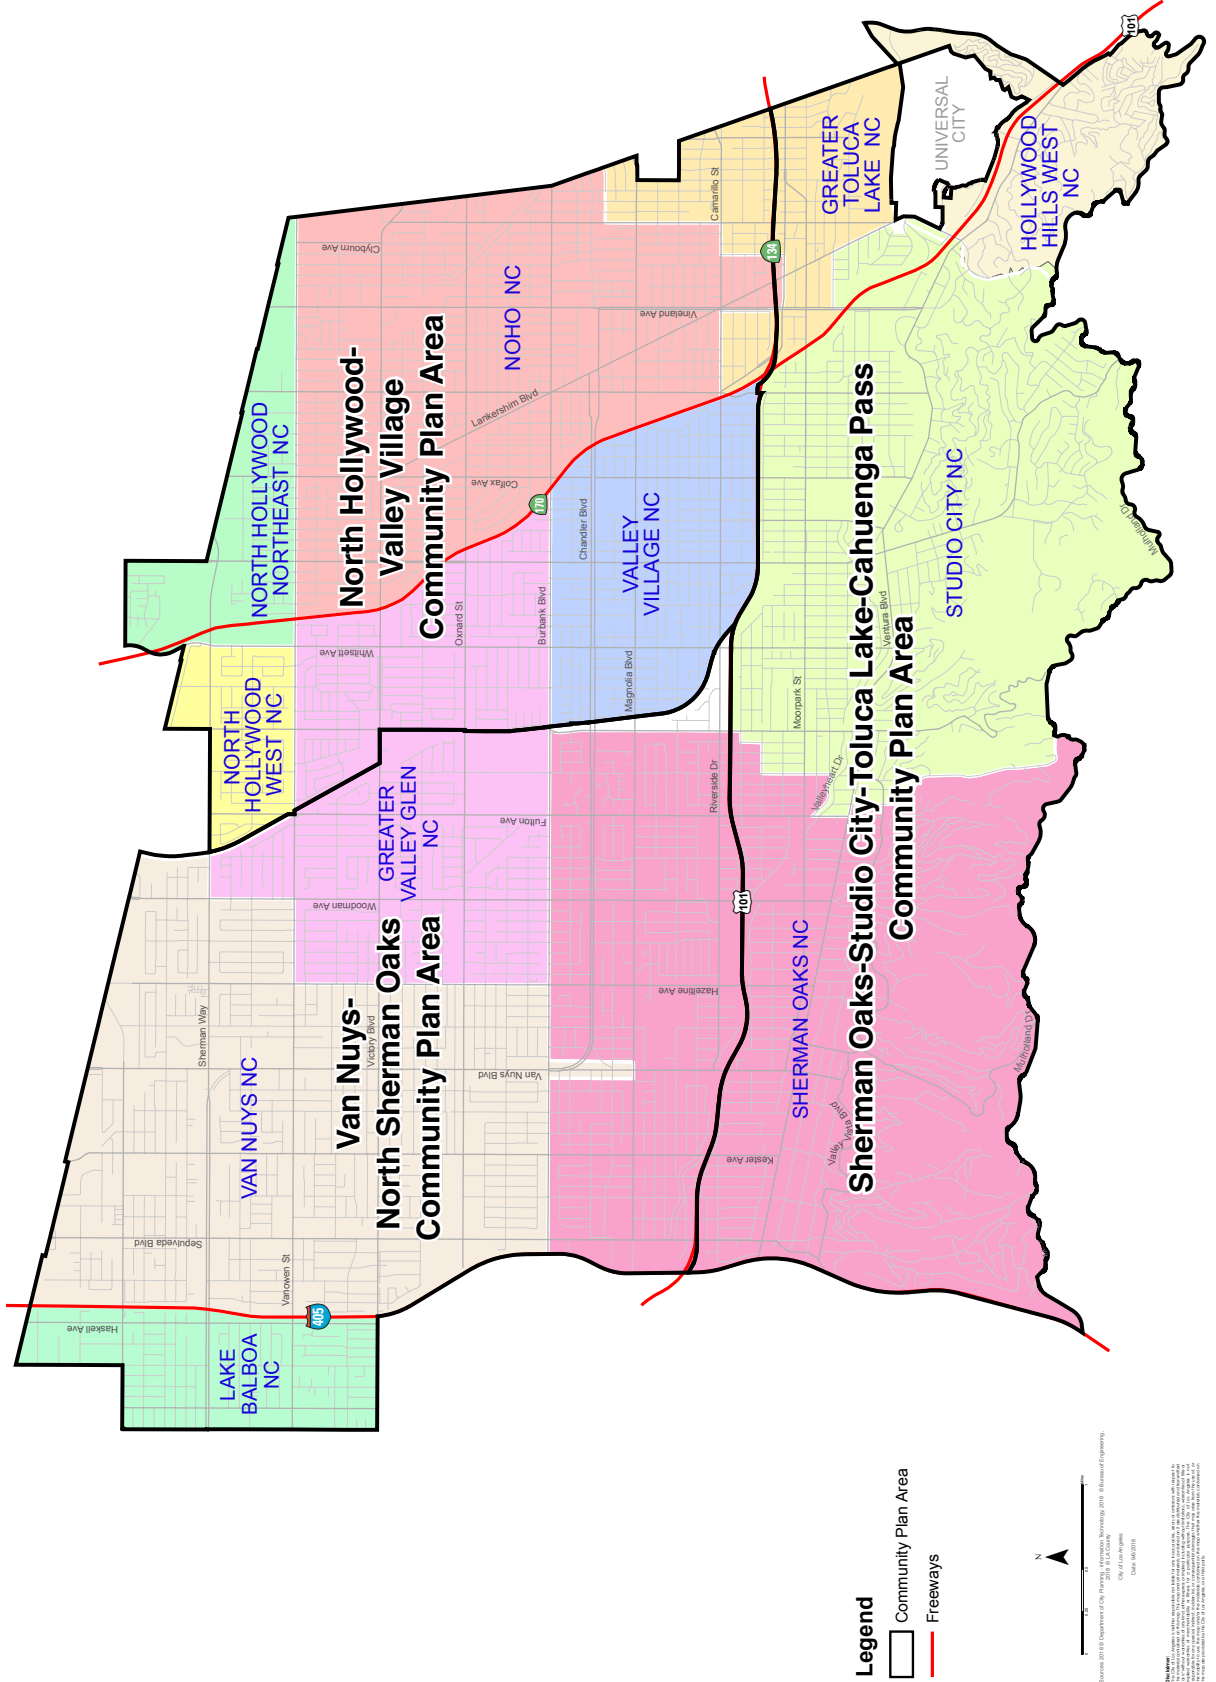 101
UNIVERSAL
CITY
HOLLYWOOD
HILLS WEST
NC
GREATER
TOLUCA
LAKE NC
Camarillo St
134
Clybourn Ave
NOHO NC
Vineland Ave
North Hollywood-
Valley Village
Community Plan Area
Lankershim Blvd
NORTH HOLLYWOOD
NORTHEAST NC
Colfax Ave
170
Chandler Blvd
VALLEY
VILLAGE NC
STUDIO CITY NC
Mulholland Dr
Oxnard St
Burbank Blvd
Ventura Blvd
Whitsett Ave
Magnolia Blvd
Moorpark St
NORTH
HOLLYWOOD
WEST NC
Riverside Dr
Valleyheart Dr
GREATER
VALLEY GLEN
NC
Fulton Ave
Woodman Ave
101
Sherman Oaks-Studio City-Toluca Lake-Cahuenga Pass
Community Plan Area
SHERMAN OAKS NC
Hazeltine Ave
Van Nuys-
North Sherman Oaks
Community Plan Area
Sherman Way
Victory Blvd
Mulholland Dr
VAN NUYS NC
Van Nuys Blvd
Valley Vista Blvd
Kester Ave
Sepulveda Blvd
Vanowen St
405
Haskell Ave
LAKE
BALBOA
NC
Legend
Community Plan Area
Freeways
N
City of Los Angeles